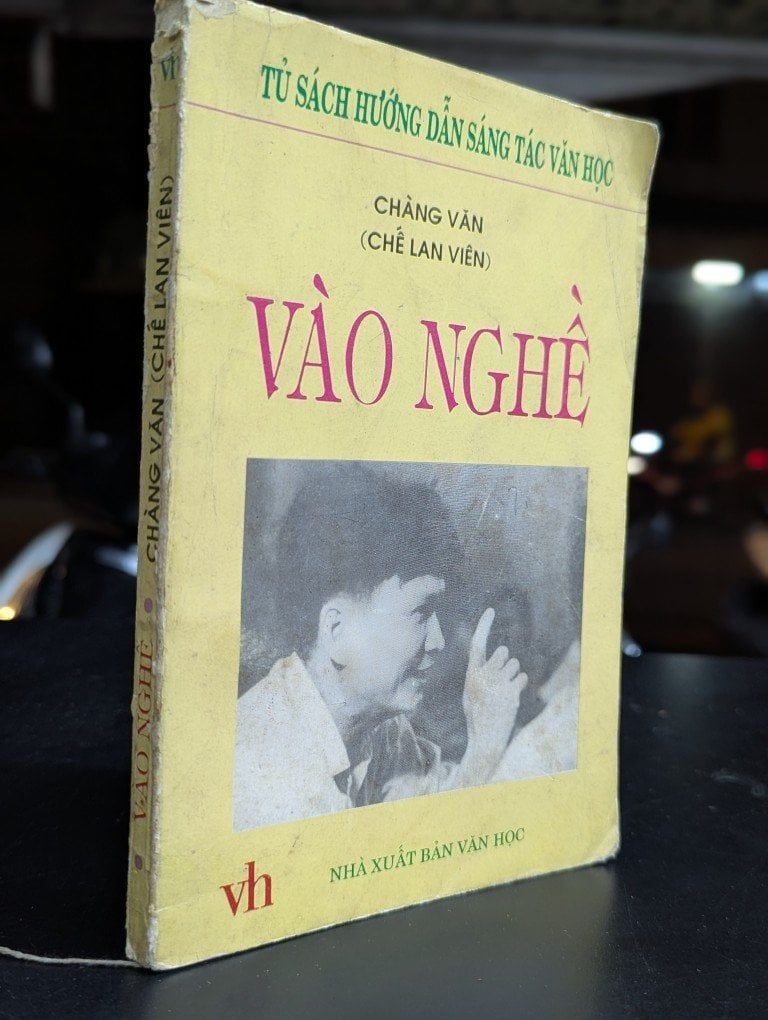 TỦ SÁCH HƯỚNG DẪN SÁNG TÁC VĂN HỌC
CHÀNG VĂN
(CHẾ LAN VIÊN)
VÀO NGHỀ
vh
NHÀ XUẤT BẢN VĂN HỌC
vh
CHÀNG VĂN (CHẾ LAN VIÊN)
• VÀO NGHỀ •